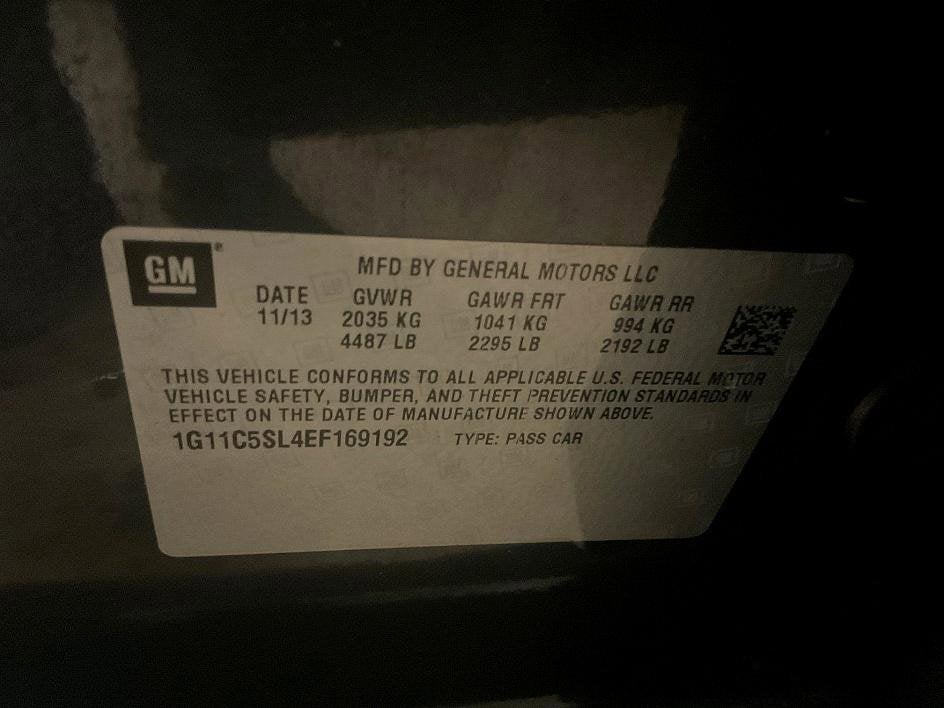 GM
MFD BY GENERAL MOTORS LLC
DATE GVWR GAWR FRT GAWR RR
11/13 2035 KG 1041 KG 994 KG
4487 LB 2295 LB 2192 LB
THIS VEHICLE CONFORMS TO ALL APPLICABLE U.S. FEDERAL MOTOR
VEHICLE SAFETY, BUMPER, AND THEFT PREVENTION STANDARDS IN
EFFECT ON THE DATE OF MANUFACTURE SHOWN ABOVE.
1G11C5SL4EF169192 TYPE: PASS CAR